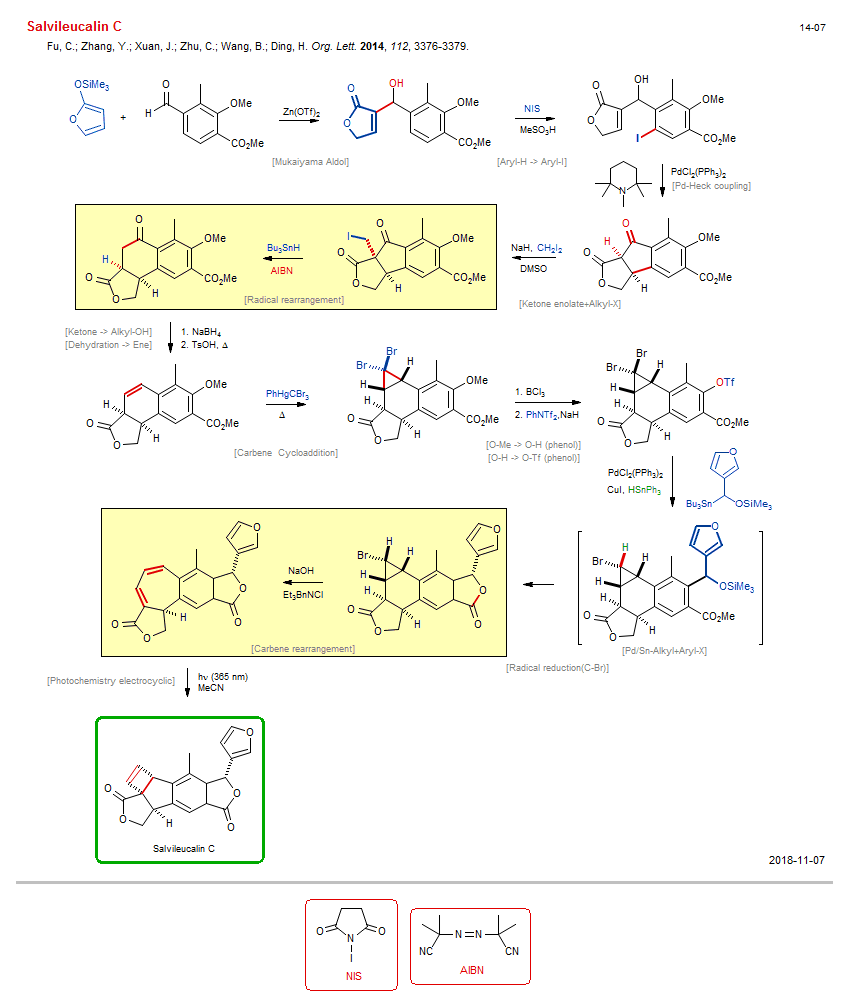 Salvileucalin C
14-07
Fu, C.; Zhang, Y.; Xuan, J.; Zhu, C.; Wang, B.; Ding, H. Org. Lett. 2014, 112, 3376-3379.
OSiMe₃
O
+
O
H
OMe
CO₂Me
Zn(OTf)₂
[Mukaiyama Aldol]
O
O
OH
OMe
CO₂Me
NIS
MeSO₃H
[Aryl-H -> Aryl-I]
O
O
OH
I
OMe
CO₂Me
N
PdCl₂(PPh₃)₂
[Pd-Heck coupling]
O
H
O
O
H
OMe
CO₂Me
NaH, CH₂I₂
DMSO
[Ketone enolate+Alkyl-X]
I
O
O
O
H
OMe
CO₂Me
Bu₃SnH
AIBN
[Radical rearrangement]
O
H
O
O
H
OMe
CO₂Me
[Ketone -> Alkyl-OH]
[Dehydration -> Ene]
1. NaBH₄
2. TsOH, Δ
H
O
O
H
OMe
CO₂Me
PhHgCBr₃
Δ
[Carbene Cycloaddition]
Br
Br
H
H
H
O
O
H
OMe
CO₂Me
1. BCl₃
2. PhNTf₂.NaH
[O-Me -> O-H (phenol)]
[O-H -> O-Tf (phenol)]
Br
Br
H
H
H
O
O
H
OTf
CO₂Me
PdCl₂(PPh₃)₂
CuI, HSnPh₃
O
Bu₃Sn
OSiMe₃
H
Br
H
H
H
O
O
H
O
OSiMe₃
CO₂Me
[Pd/Sn-Alkyl+Aryl-X]
[Radical reduction(C-Br)]
H
Br
H
H
H
O
O
H
O
O
O
NaOH
Et₃BnNCl
[Carbene rearrangement]
O
O
O
O
O
H
[Photochemistry electrocyclic]
hν (365 nm)
MeCN
O
O
O
O
O
H
Salvileucalin C
2018-11-07
O
N
O
I
NIS
N=N
NC
CN
AIBN